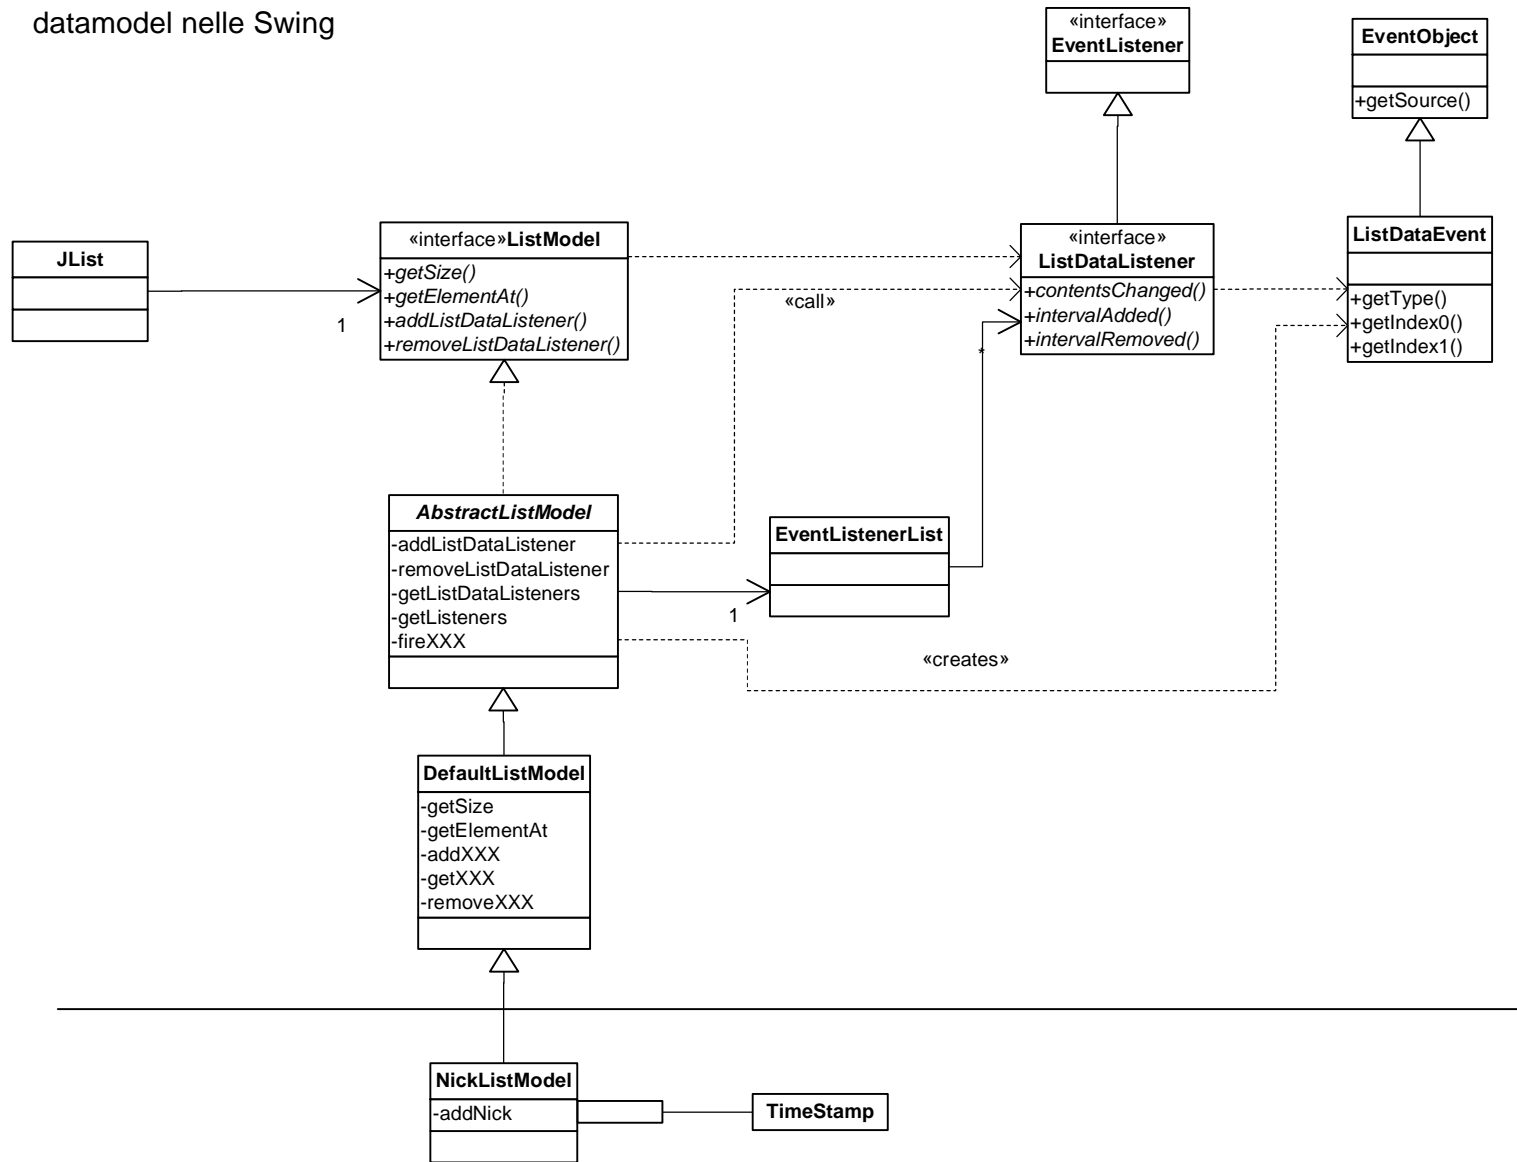 datamodel nelle Swing
«interface»
EventListener
EventObject
+getSource()
JList
1
«interface»ListModel
+getSize()
+getElementAt()
+addListDataListener()
+removeListDataListener()
«call»
«interface»
ListDataListener
+contentsChanged()
+intervalAdded()
+intervalRemoved()
*
ListDataEvent
+getType()
+getIndex0()
+getIndex1()
AbstractListModel
-addListDataListener
-removeListDataListener
-getListDataListeners
-getListeners
-fireXXX
1
EventListenerList
«creates»
DefaultListModel
-getSize
-getElementAt
-addXXX
-getXXX
-removeXXX
NickListModel
-addNick
TimeStamp